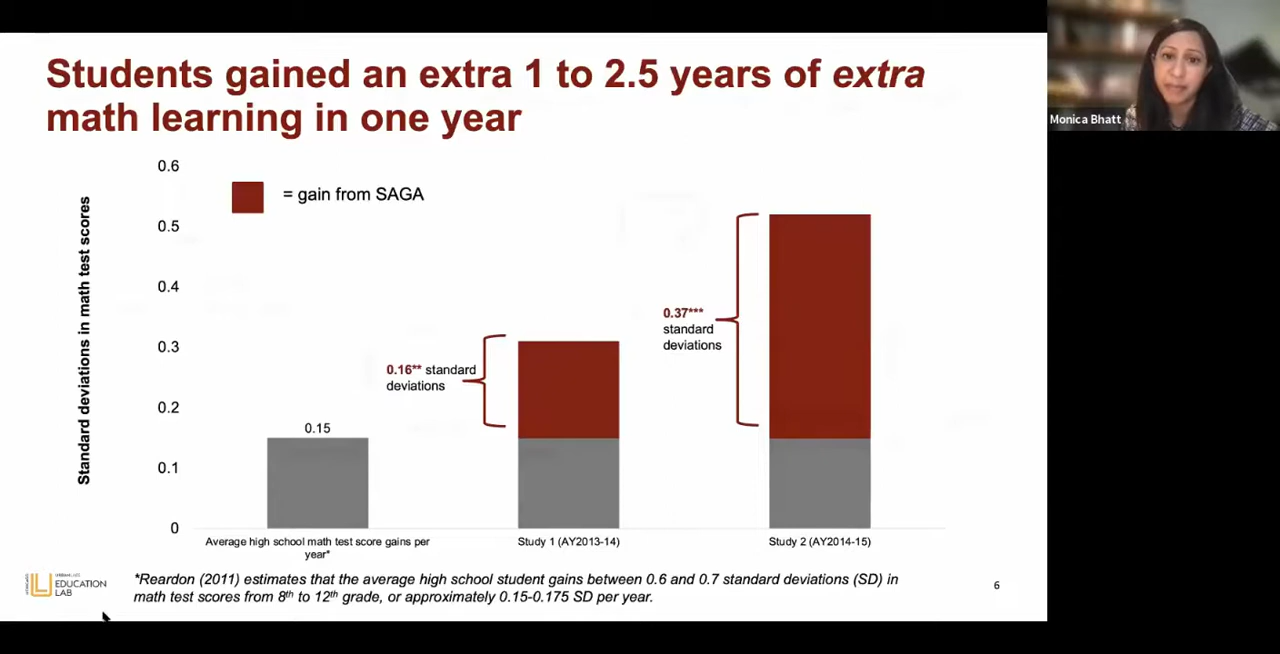 Students gained an extra 1 to 2.5 years of extra
math learning in one year
Monica Bhatt
0.6
= gain from SAGA
0.5
0.4
0.3
0.2
0.1
0
Standard deviations in math test scores
0.15
0.16** standard
deviations
0.37***
standard
deviations
Average high school math test score gains per
year*
Study 1 (AY2013-14)
Study 2 (AY2014-15)
EDUCATION
LAB
*Reardon (2011) estimates that the average high school student gains between 0.6 and 0.7 standard deviations (SD) in
math test scores from 8th to 12th grade, or approximately 0.15-0.175 SD per year.
6